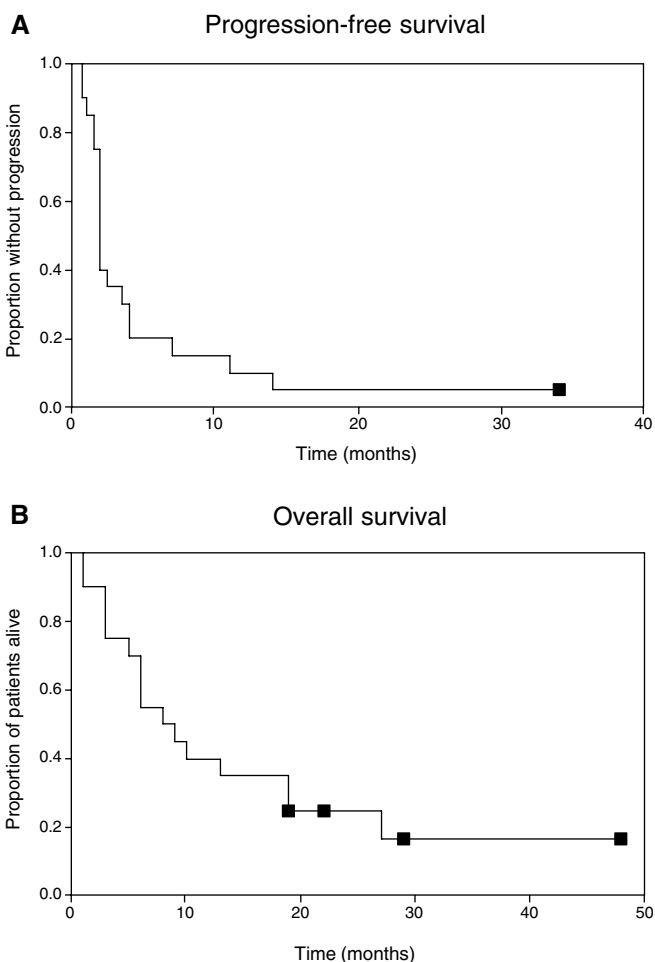 A
Progression-free survival
Proportion without progression
1.0
0.8
0.6
0.4
0.2
0.0
0 10 20 30 40
Time (months)
B
Overall survival
Proportion of patients alive
1.0
0.8
0.6
0.4
0.2
0.0
0 10 20 30 40 50
Time (months)